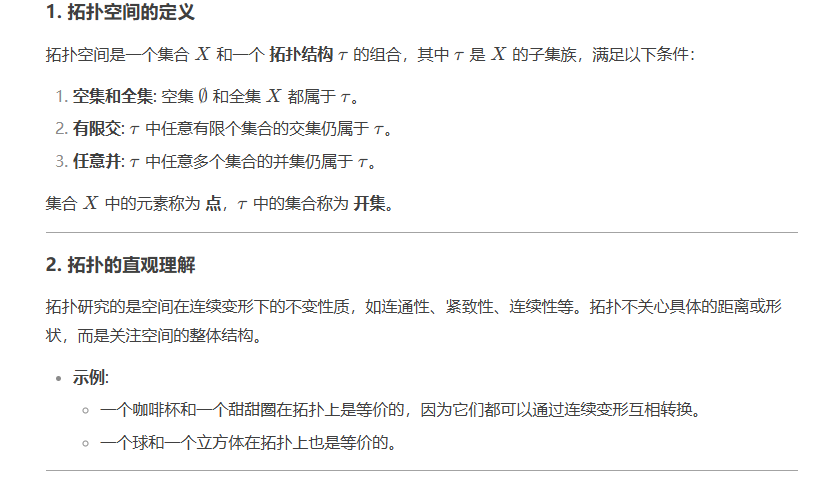 1. 拓扑空间的定义
拓扑空间是一个集合 X 和一个 拓扑结构 τ 的组合，其中 τ 是 X 的子集族，满足以下条件：
1. 空集和全集: 空集 ∅ 和全集 X 都属于 τ。
2. 有限交: τ 中任意有限个集合的交集仍属于 τ。
3. 任意并: τ 中任意多个集合的并集仍属于 τ。
集合 X 中的元素称为 点，τ 中的集合称为 开集。
2. 拓扑的直观理解
拓扑研究的是空间在连续变形下的不变性质，如连通性、紧致性、连续性等。拓扑不关心具体的距离或形
状，而是关注空间的整体结构。
• 示例:
◦ 一个咖啡杯和一个甜甜圈在拓扑上是等价的，因为它们都可以通过连续变形互相转换。
◦ 一个球和一个立方体在拓扑上也是等价的。